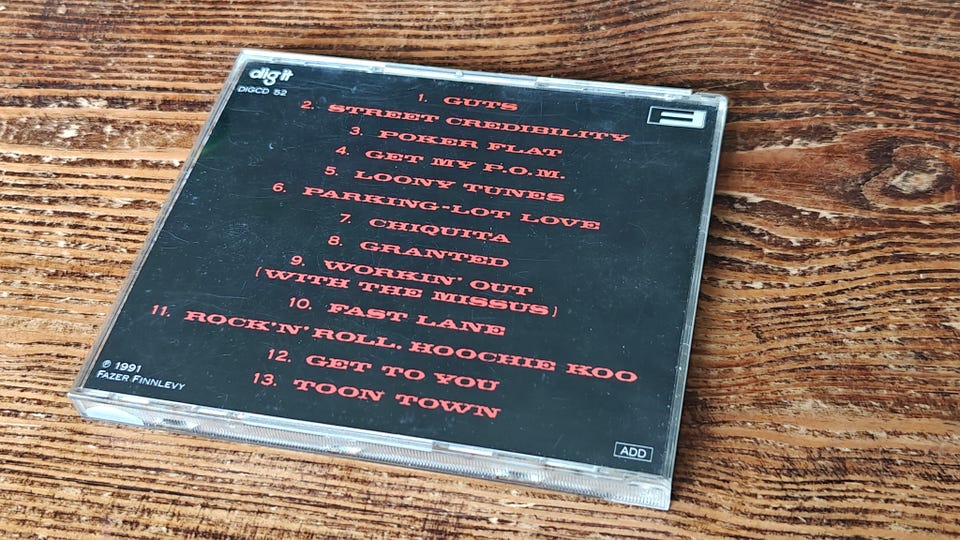 dig it
DIGCD 52
1. GUTS
2. STREET CREDIBILITY
3. POKER FLAT
4. GET MY P.O.M.
5. LOONY TUNES
6. PARKING-LOT LOVE
7. CHIQUITA
8. GRANTED
9. WORKIN' OUT
(WITH THE MISSUS)
10. FAST LANE
11. ROCK'N'ROLL. HOOCHIE KOO
12. GET TO YOU
13. TOON TOWN
℗ 1991
FAZER FINNLEVY
ADD